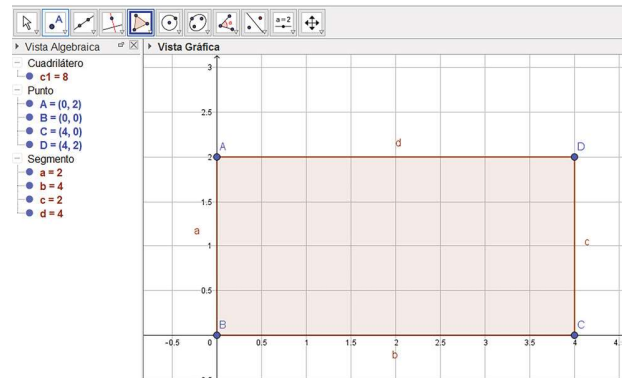 A
a=2
Vista Algebraica
Vista Gráfica
Cuadrilátero
c1 = 8
Punto
A = (0, 2)
B = (0, 0)
C = (4, 0)
D = (4, 2)
Segmento
a = 2
b = 4
c = 2
d = 4
3
2.5
A
d
D
2
1.5
a
c
1
0.5
B
C
-0.5
0
0.5
1
1.5
2
2.5
3
3.5
4
4.
b